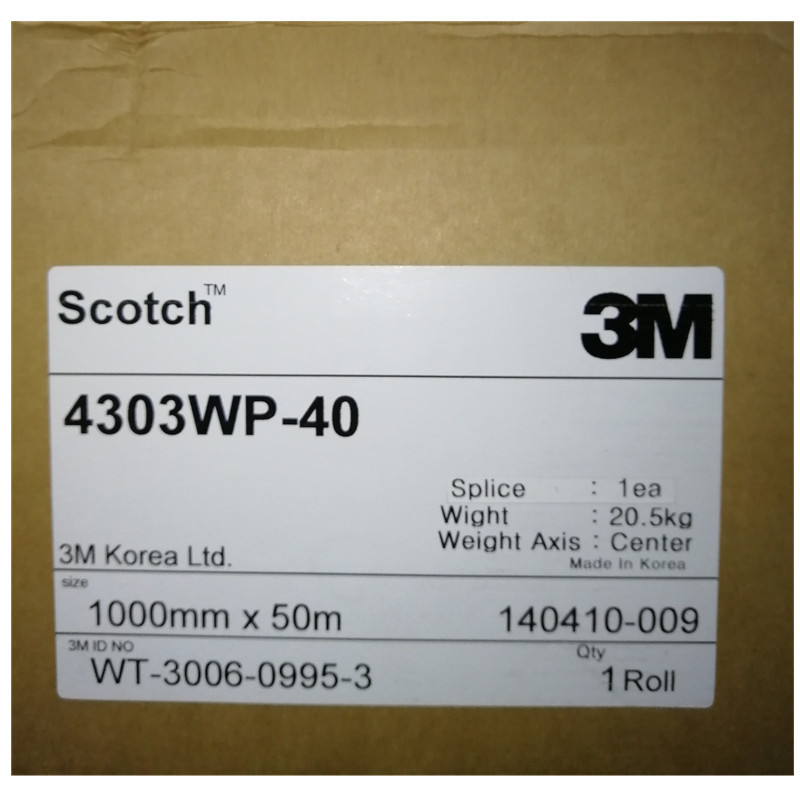 Scotch™
3M
4303WP-40
Splice : 1ea
Wight : 20.5kg
Weight Axis : Center
3M Korea Ltd.
Made In Korea
size
1000mm x 50m
140410-009
3M ID NO
WT-3006-0995-3
Qty
1 Roll